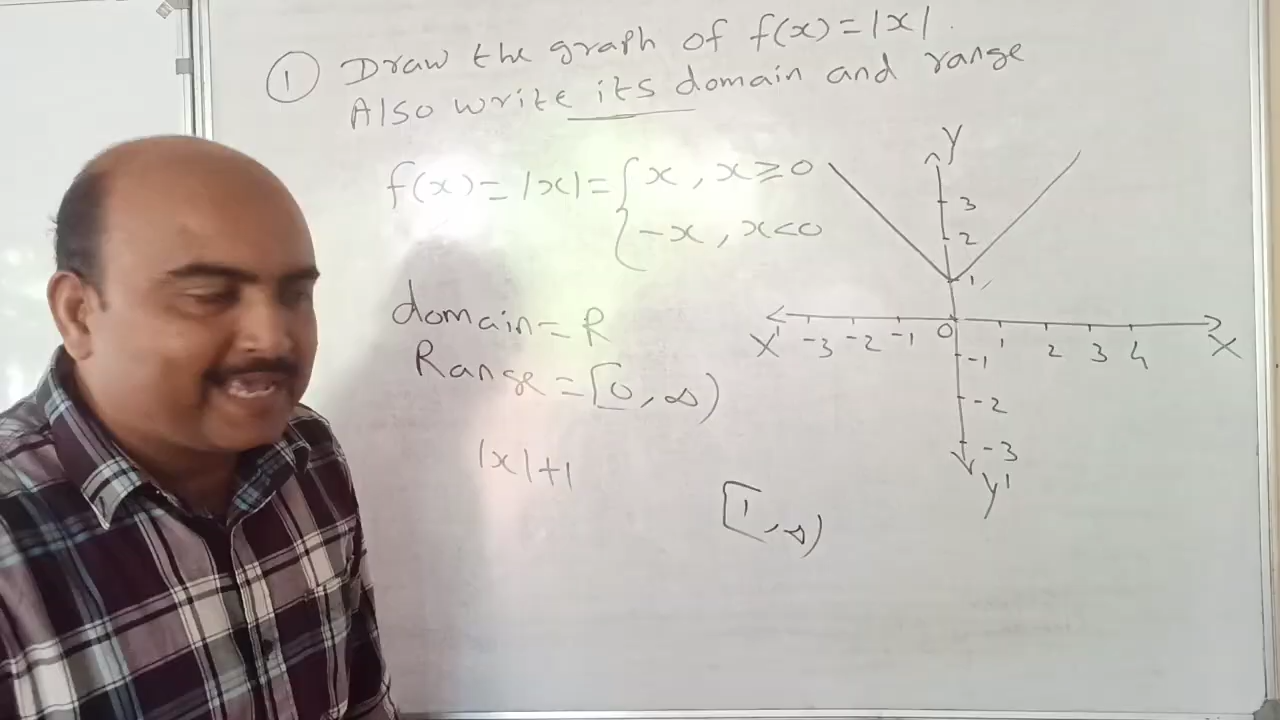 ① Draw the graph of f(x)=|x|.
Also write its domain and range
f(x)=|x|={x, x≥0
-x, x<0
domain=R
Range=[0,∞)
|x|+1
[1,∞)
Y
3
2
1
X' -3 -2 -1 0 1 2 3 4 X
-1
-2
-3
Y'